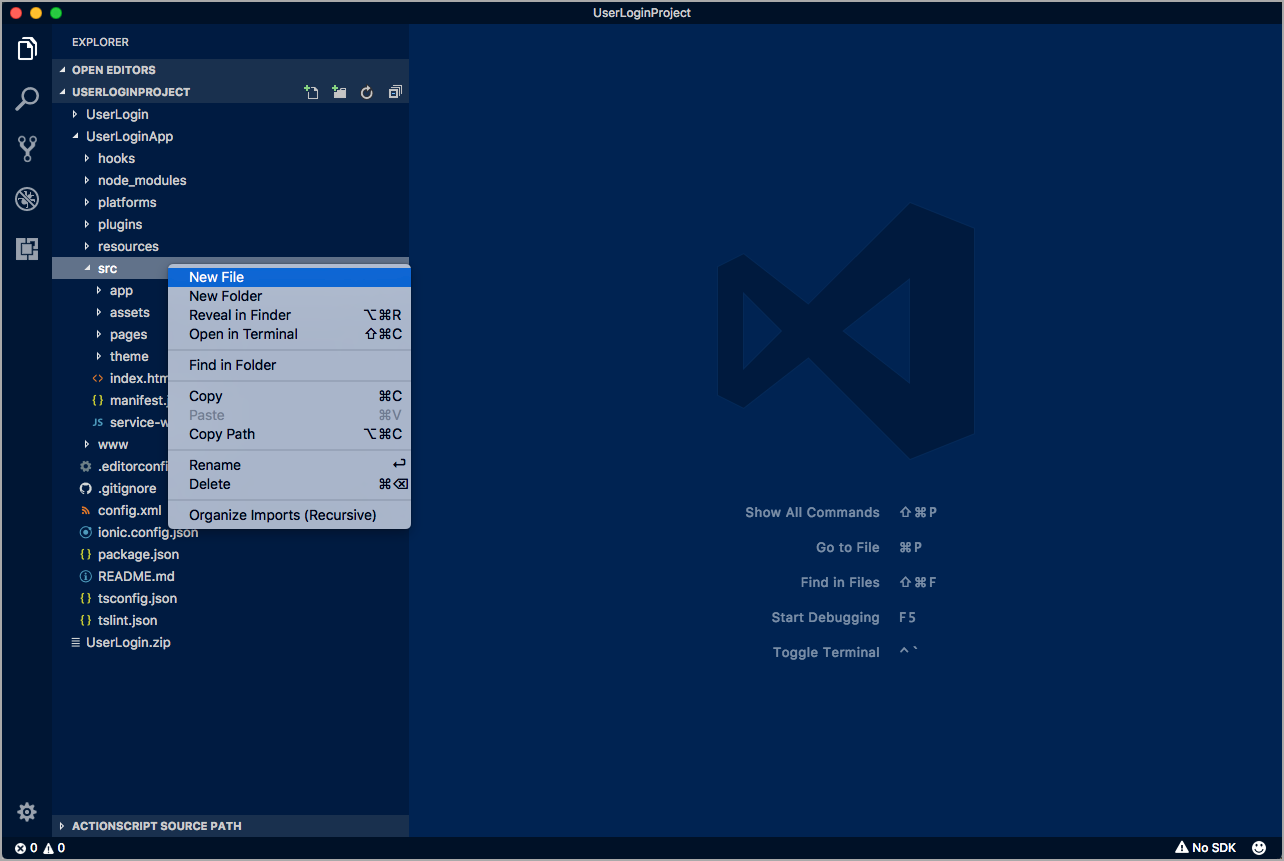 UserLoginProject
EXPLORER
OPEN EDITORS
USERLOGINPROJECT
UserLogin
UserLoginApp
hooks
node_modules
platforms
plugins
resources
src
app
assets
pages
theme
index.htm
{} manifest.
JS service-w
www
.editorconfi
.gitignore
config.xml
ionic.config.json
{} package.json
README.md
{} tsconfig.json
{} tslint.json
UserLogin.zip
New File
New Folder
Reveal in Finder ⌥⌘R
Open in Terminal ⇧⌘C
Find in Folder
Copy ⌘C
Paste ⌘V
Copy Path ⌥⌘C
Rename ↩
Delete ⌘⌫
Organize Imports (Recursive)
Show All Commands ⇧⌘P
Go to File ⌘P
Find in Files ⇧⌘F
Start Debugging F5
Toggle Terminal ^`
ACTIONSCRIPT SOURCE PATH
0 0
No SDK